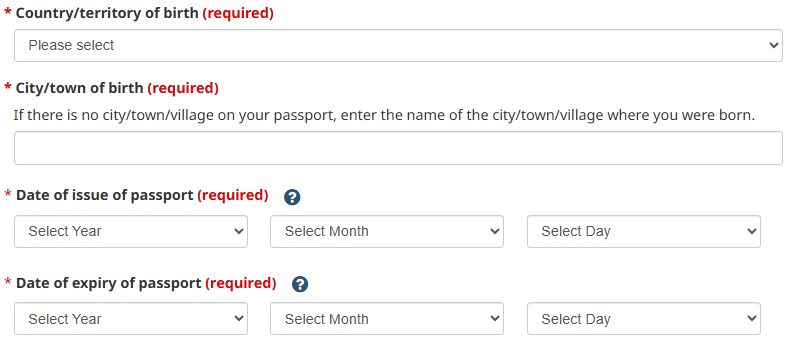 * Country/territory of birth (required)
Please select
* City/town of birth (required)
If there is no city/town/village on your passport, enter the name of the city/town/village where you were born.
* Date of issue of passport (required) ?
Select Year Select Month Select Day
* Date of expiry of passport (required) ?
Select Year Select Month Select Day